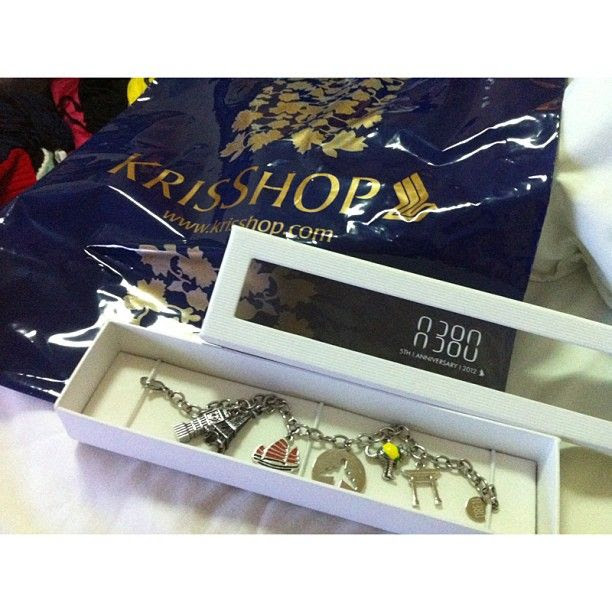 KRISSHOP
www.krisshop.com
A380
5TH | ANNIVERSARY | 2012